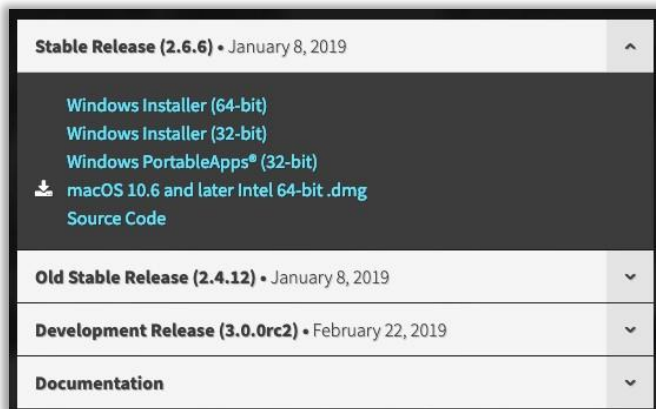 Stable Release (2.6.6) • January 8, 2019
Windows Installer (64-bit)
Windows Installer (32-bit)
Windows PortableApps® (32-bit)
macOS 10.6 and later Intel 64-bit .dmg
Source Code
Old Stable Release (2.4.12) • January 8, 2019
Development Release (3.0.0rc2) • February 22, 2019
Documentation